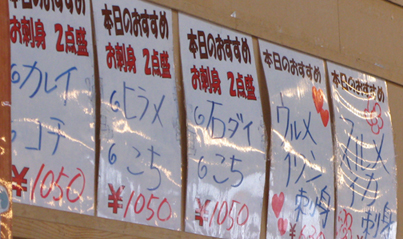 本日のおすすめ
お刺身 2点盛
カレイ
コチ
¥1050
本日のおすすめ
お刺身 2点盛
ヒラメ
こち
¥1050
本日のおすすめ
お刺身 2点盛
石ダイ
こち
¥1050
本日のおすすめ
ウルメ
イワシ
刺身
本日のおすすめ
刺身